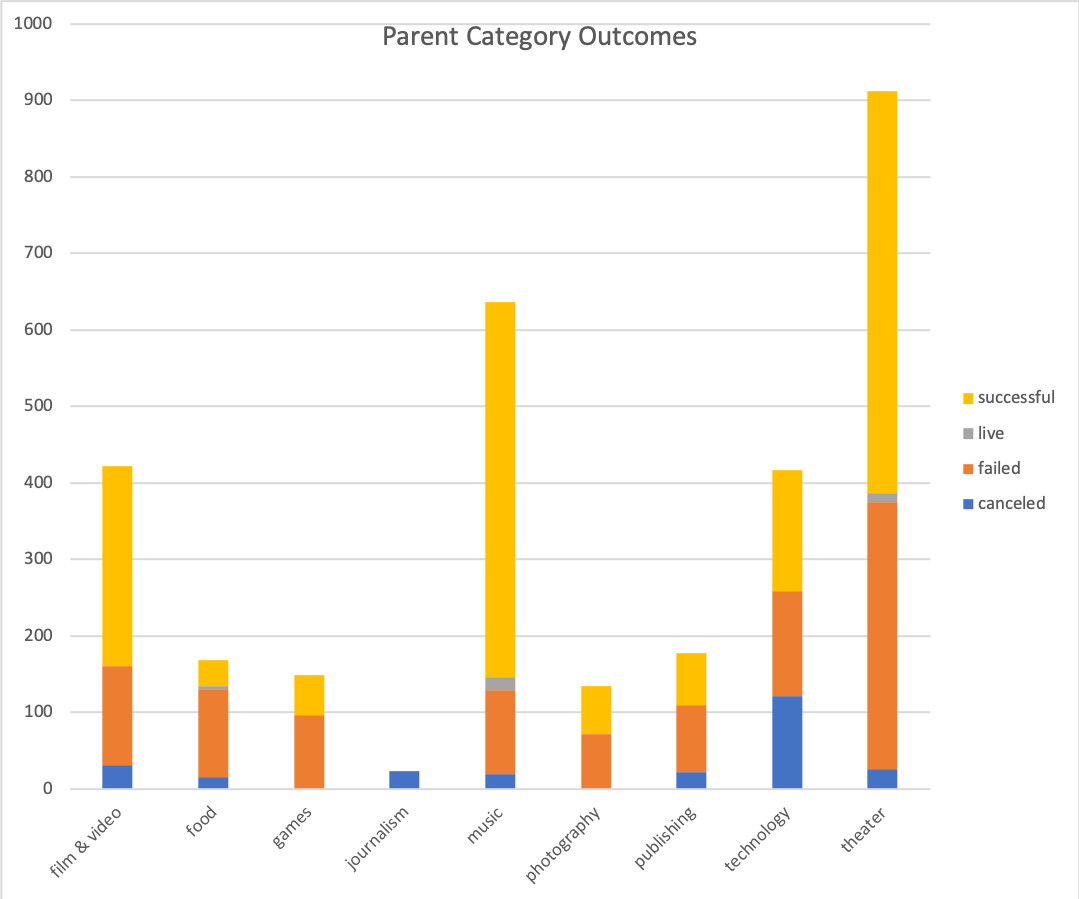 Parent Category Outcomes
1000
900
800
700
600
500
400
300
200
100
0
film & video
food
games
journalism
music
photography
publishing
technology
theater
successful
live
failed
canceled